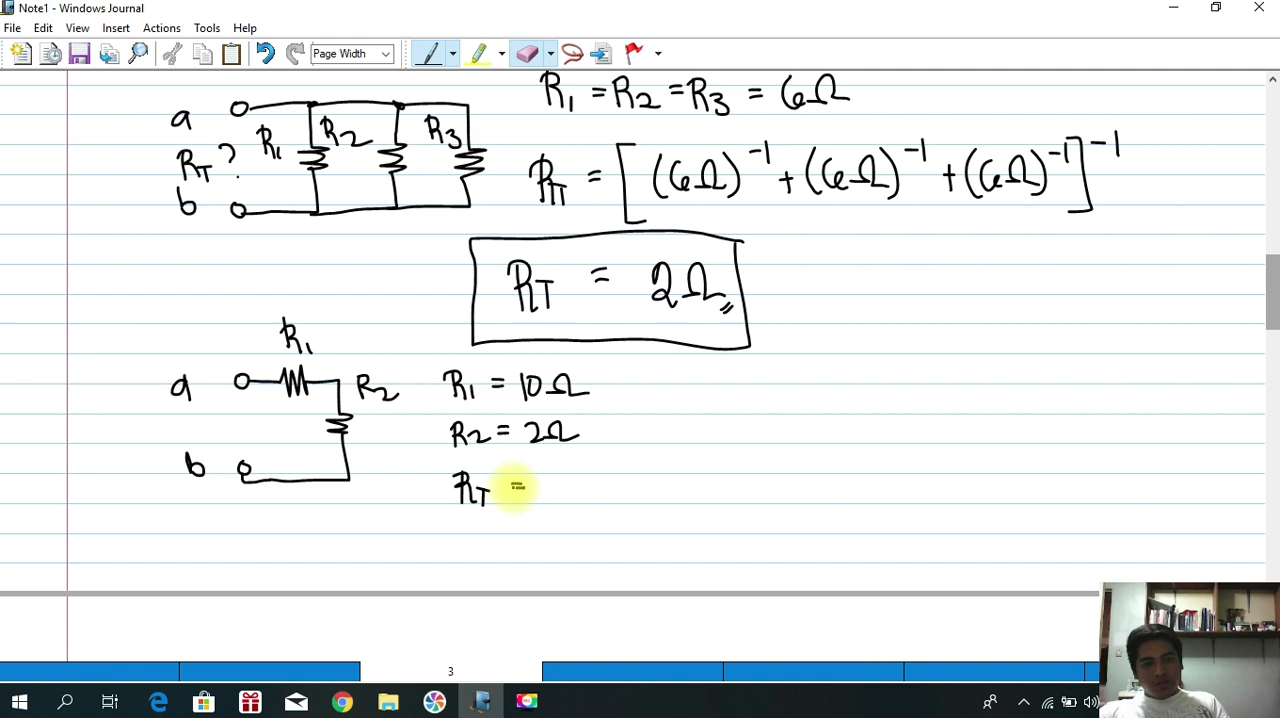 Note1 - Windows Journal
File Edit View Insert Actions Tools Help
Page Width
R1 = R2 = R3 = 6Ω
a
R1 R2 R3
RT ?
b
RT = [(6Ω)^-1 + (6Ω)^-1 + (6Ω)^-1]^-1
RT = 2Ω
R1
a R2
b
R1 = 10Ω
R2 = 2Ω
RT =
3